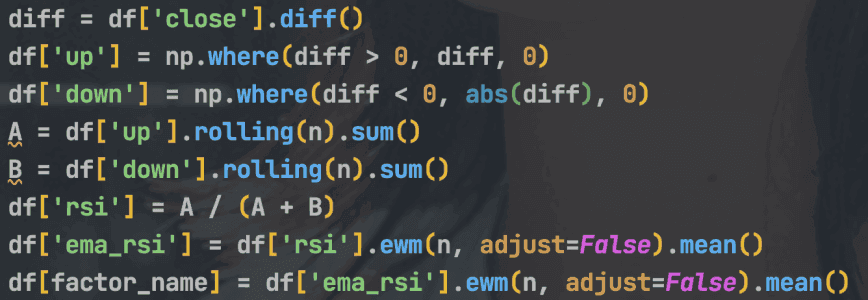 diff = df['close'].diff()
df['up'] = np.where(diff > 0, diff, 0)
df['down'] = np.where(diff < 0, abs(diff), 0)
A = df['up'].rolling(n).sum()
B = df['down'].rolling(n).sum()
df['rsi'] = A / (A + B)
df['ema_rsi'] = df['rsi'].ewm(n, adjust=False).mean()
df[factor_name] = df['ema_rsi'].ewm(n, adjust=False).mean()